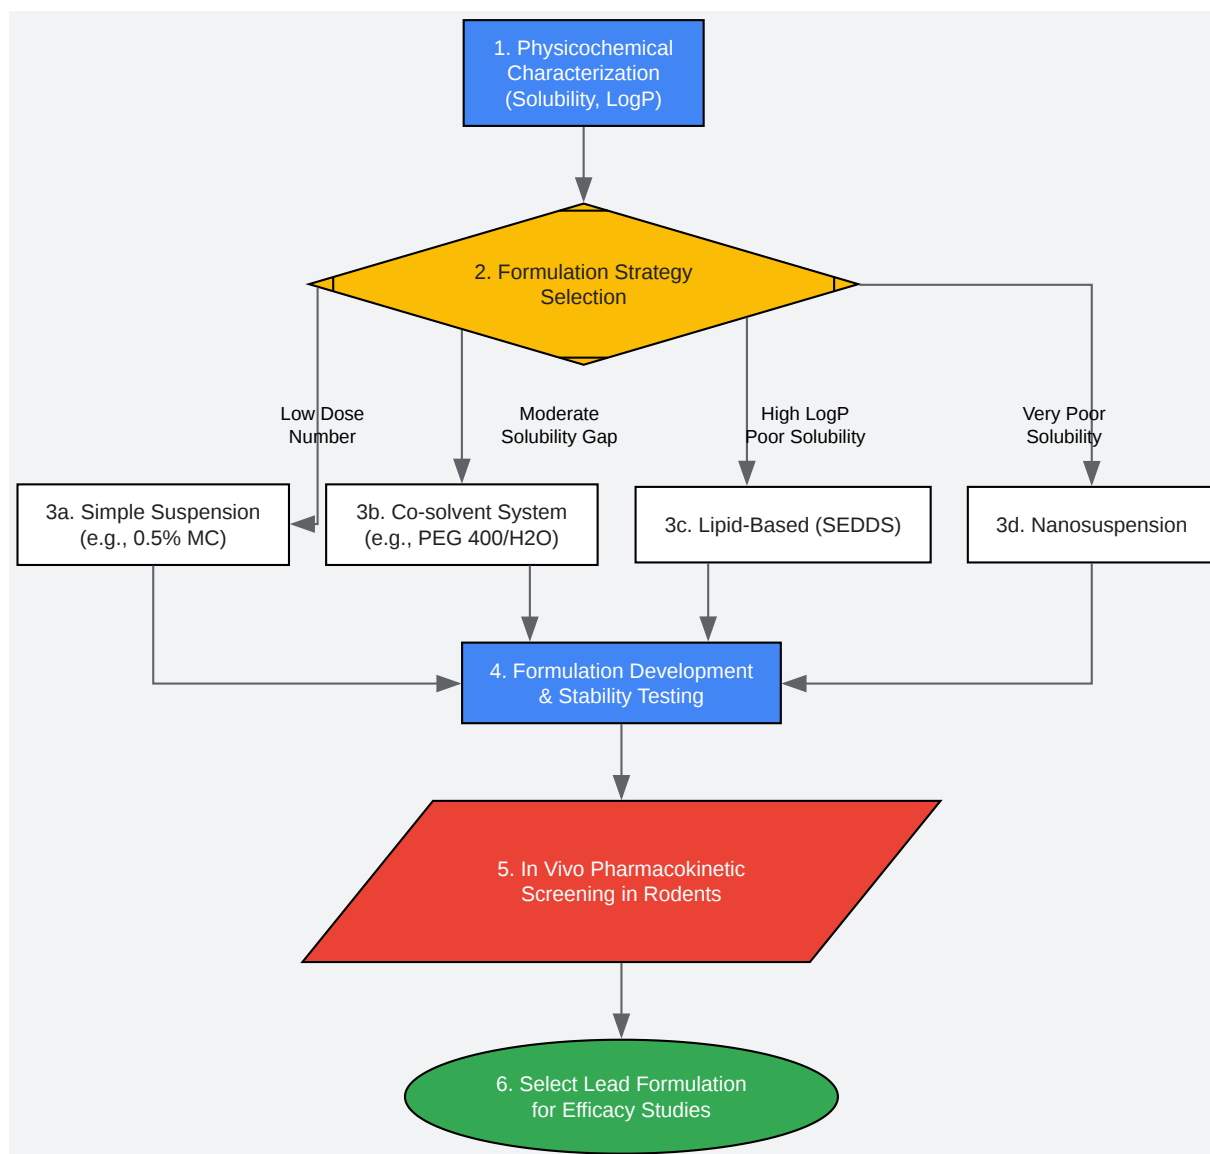 1. Physicochemical
Characterization
(Solubility, LogP)
2. Formulation Strategy
Selection
Low Dose
Number
Moderate
Solubility Gap
High LogP
Poor Solubility
Very Poor
Solubility
3a. Simple Suspension
(e.g., 0.5% MC)
3b. Co-solvent System
(e.g., PEG 400/H2O)
3c. Lipid-Based (SEDDS)
3d. Nanosuspension
4. Formulation Development
& Stability Testing
5. In Vivo Pharmacokinetic
Screening in Rodents
6. Select Lead Formulation
for Efficacy Studies